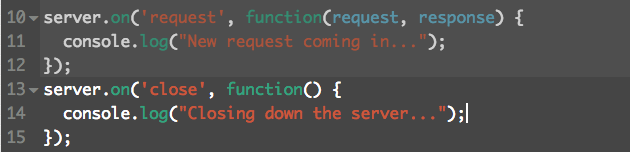 10 server.on('request', function(request, response) {
11   console.log("New request coming in...");
12 });
13 server.on('close', function() {
14   console.log("Closing down the server...");
15 });